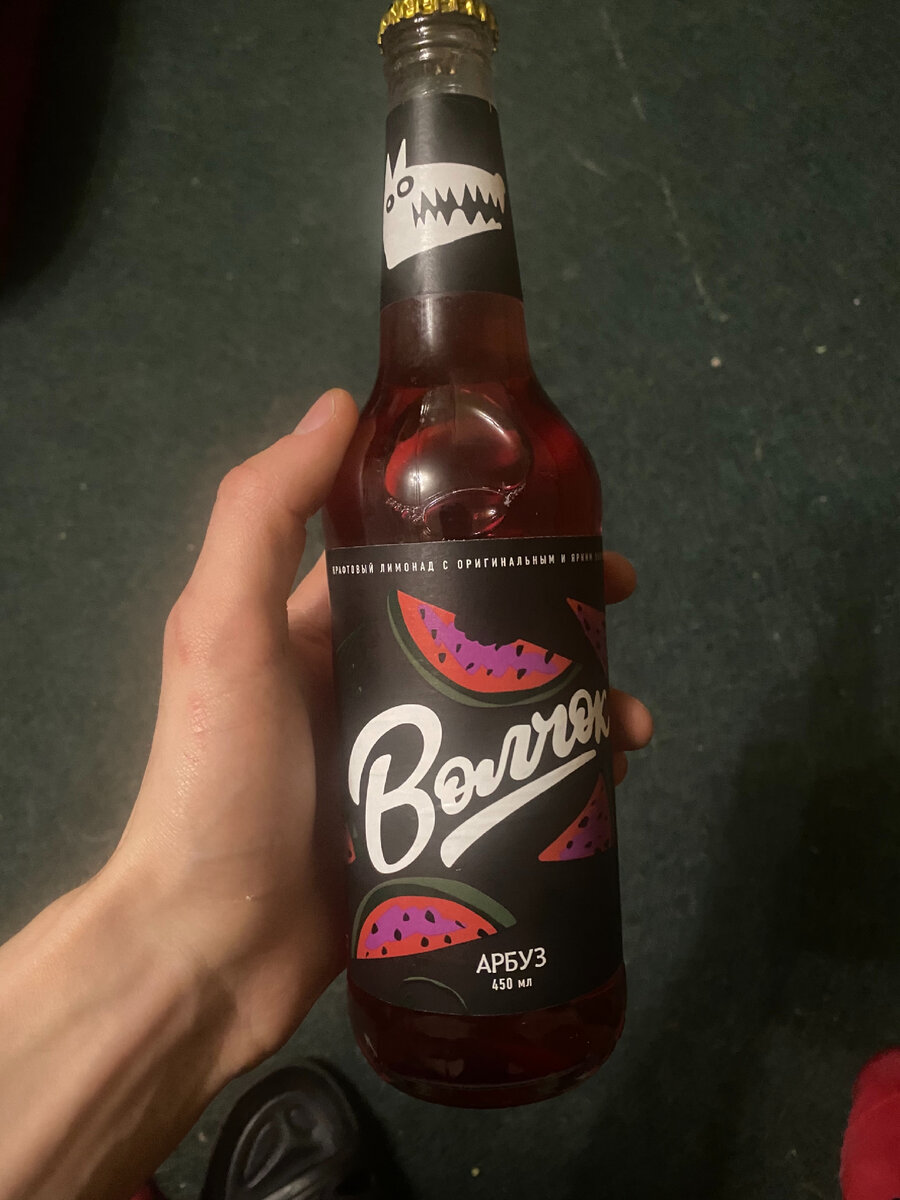 КРАФТОВЫЙ ЛИМОНАД С ОРИГИНАЛЬНЫМ И ЯРКИМ
Волчок
АРБУЗ
450 мл